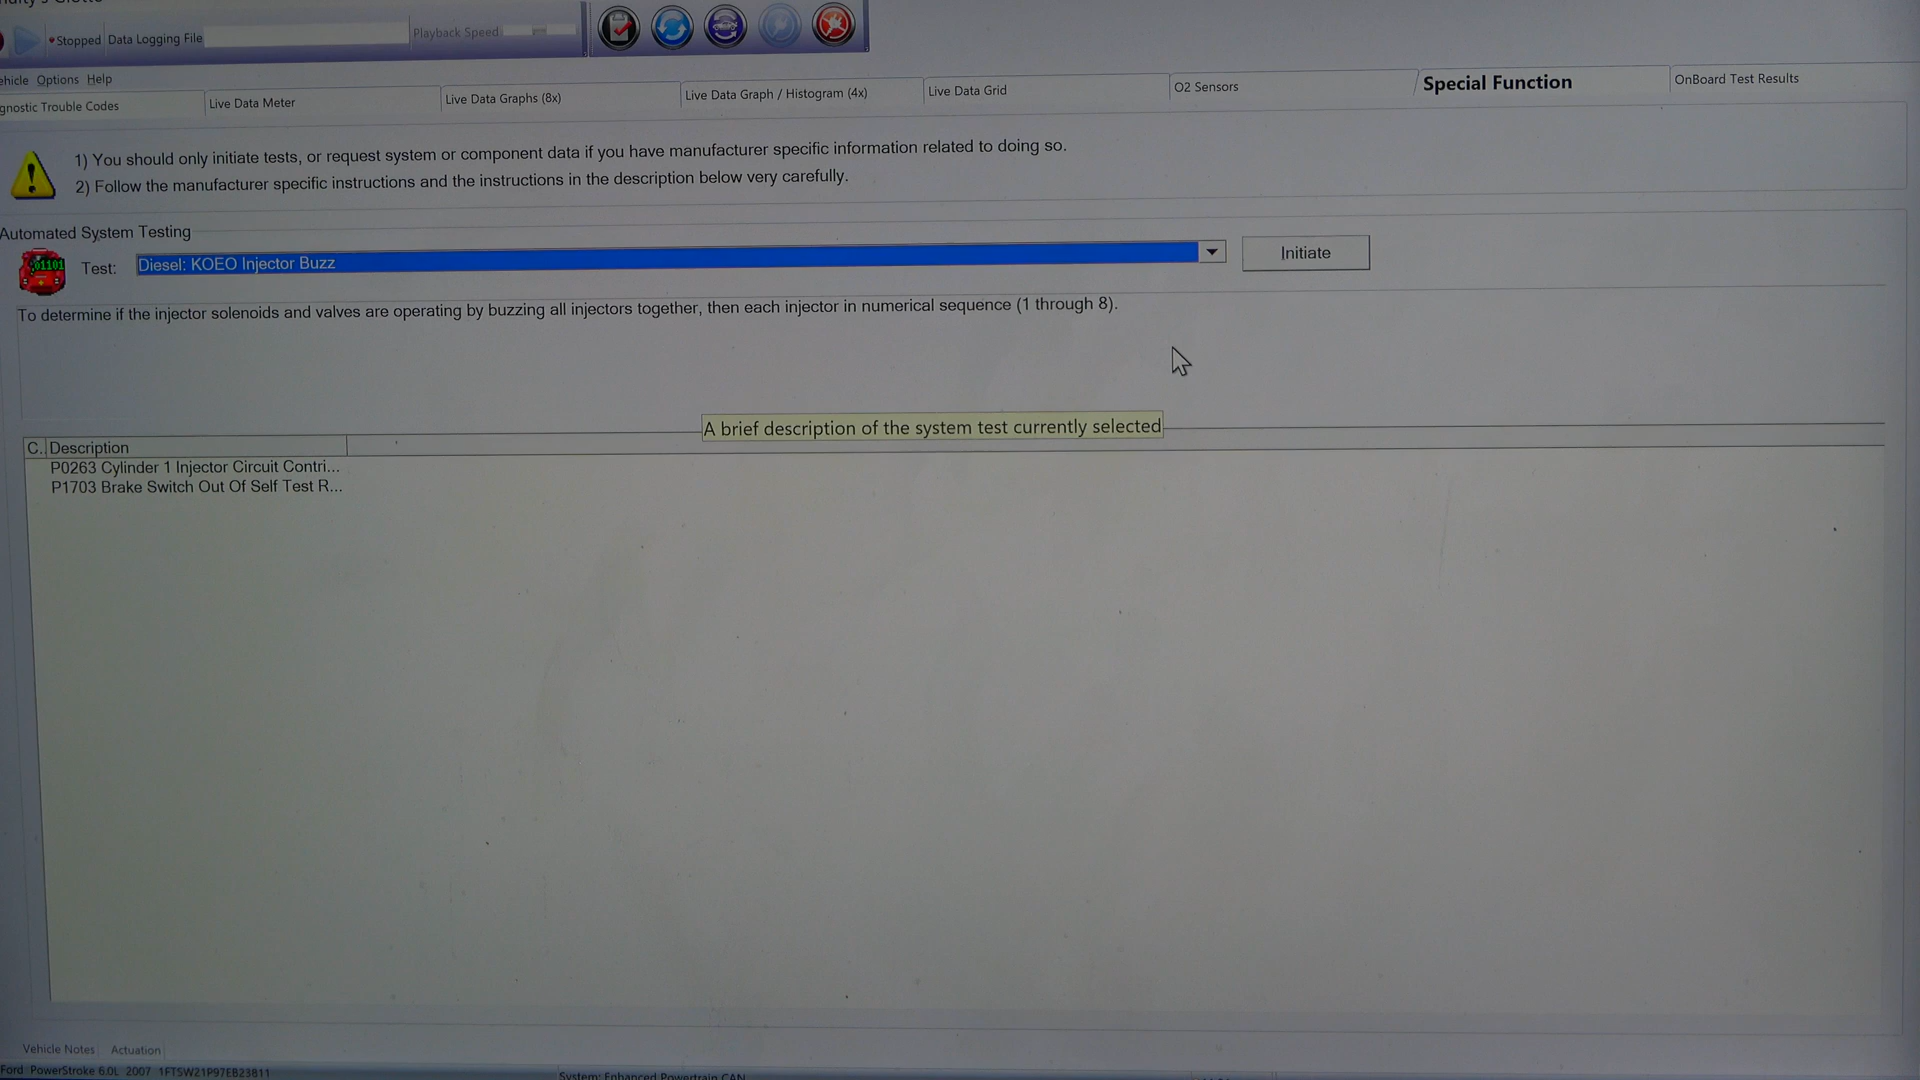 Stopped Data Logging File Playback Speed
Options Help
Trouble Codes Live Data Meter Live Data Graphs (8x) Live Data Graph / Histogram (4x) Live Data Grid O2 Sensors Special Function OnBoard Test Results
1) You should only initiate tests, or request system or component data if you have manufacturer specific information related to doing so.
2) Follow the manufacturer specific instructions and the instructions in the description below very carefully.
Automated System Testing
01101
Test: Diesel: KOEO Injector Buzz Initiate
To determine if the injector solenoids and valves are operating by buzzing all injectors together, then each injector in numerical sequence (1 through 8).
A brief description of the system test currently selected
C.. Description
P0263 Cylinder 1 Injector Circuit Contri...
P1703 Brake Switch Out Of Self Test R...
Vehicle Notes Actuation
Ford PowerStroke 6.0L 2007 1FTSW21P97EB23811 System: Enhanced Powertrain CAN